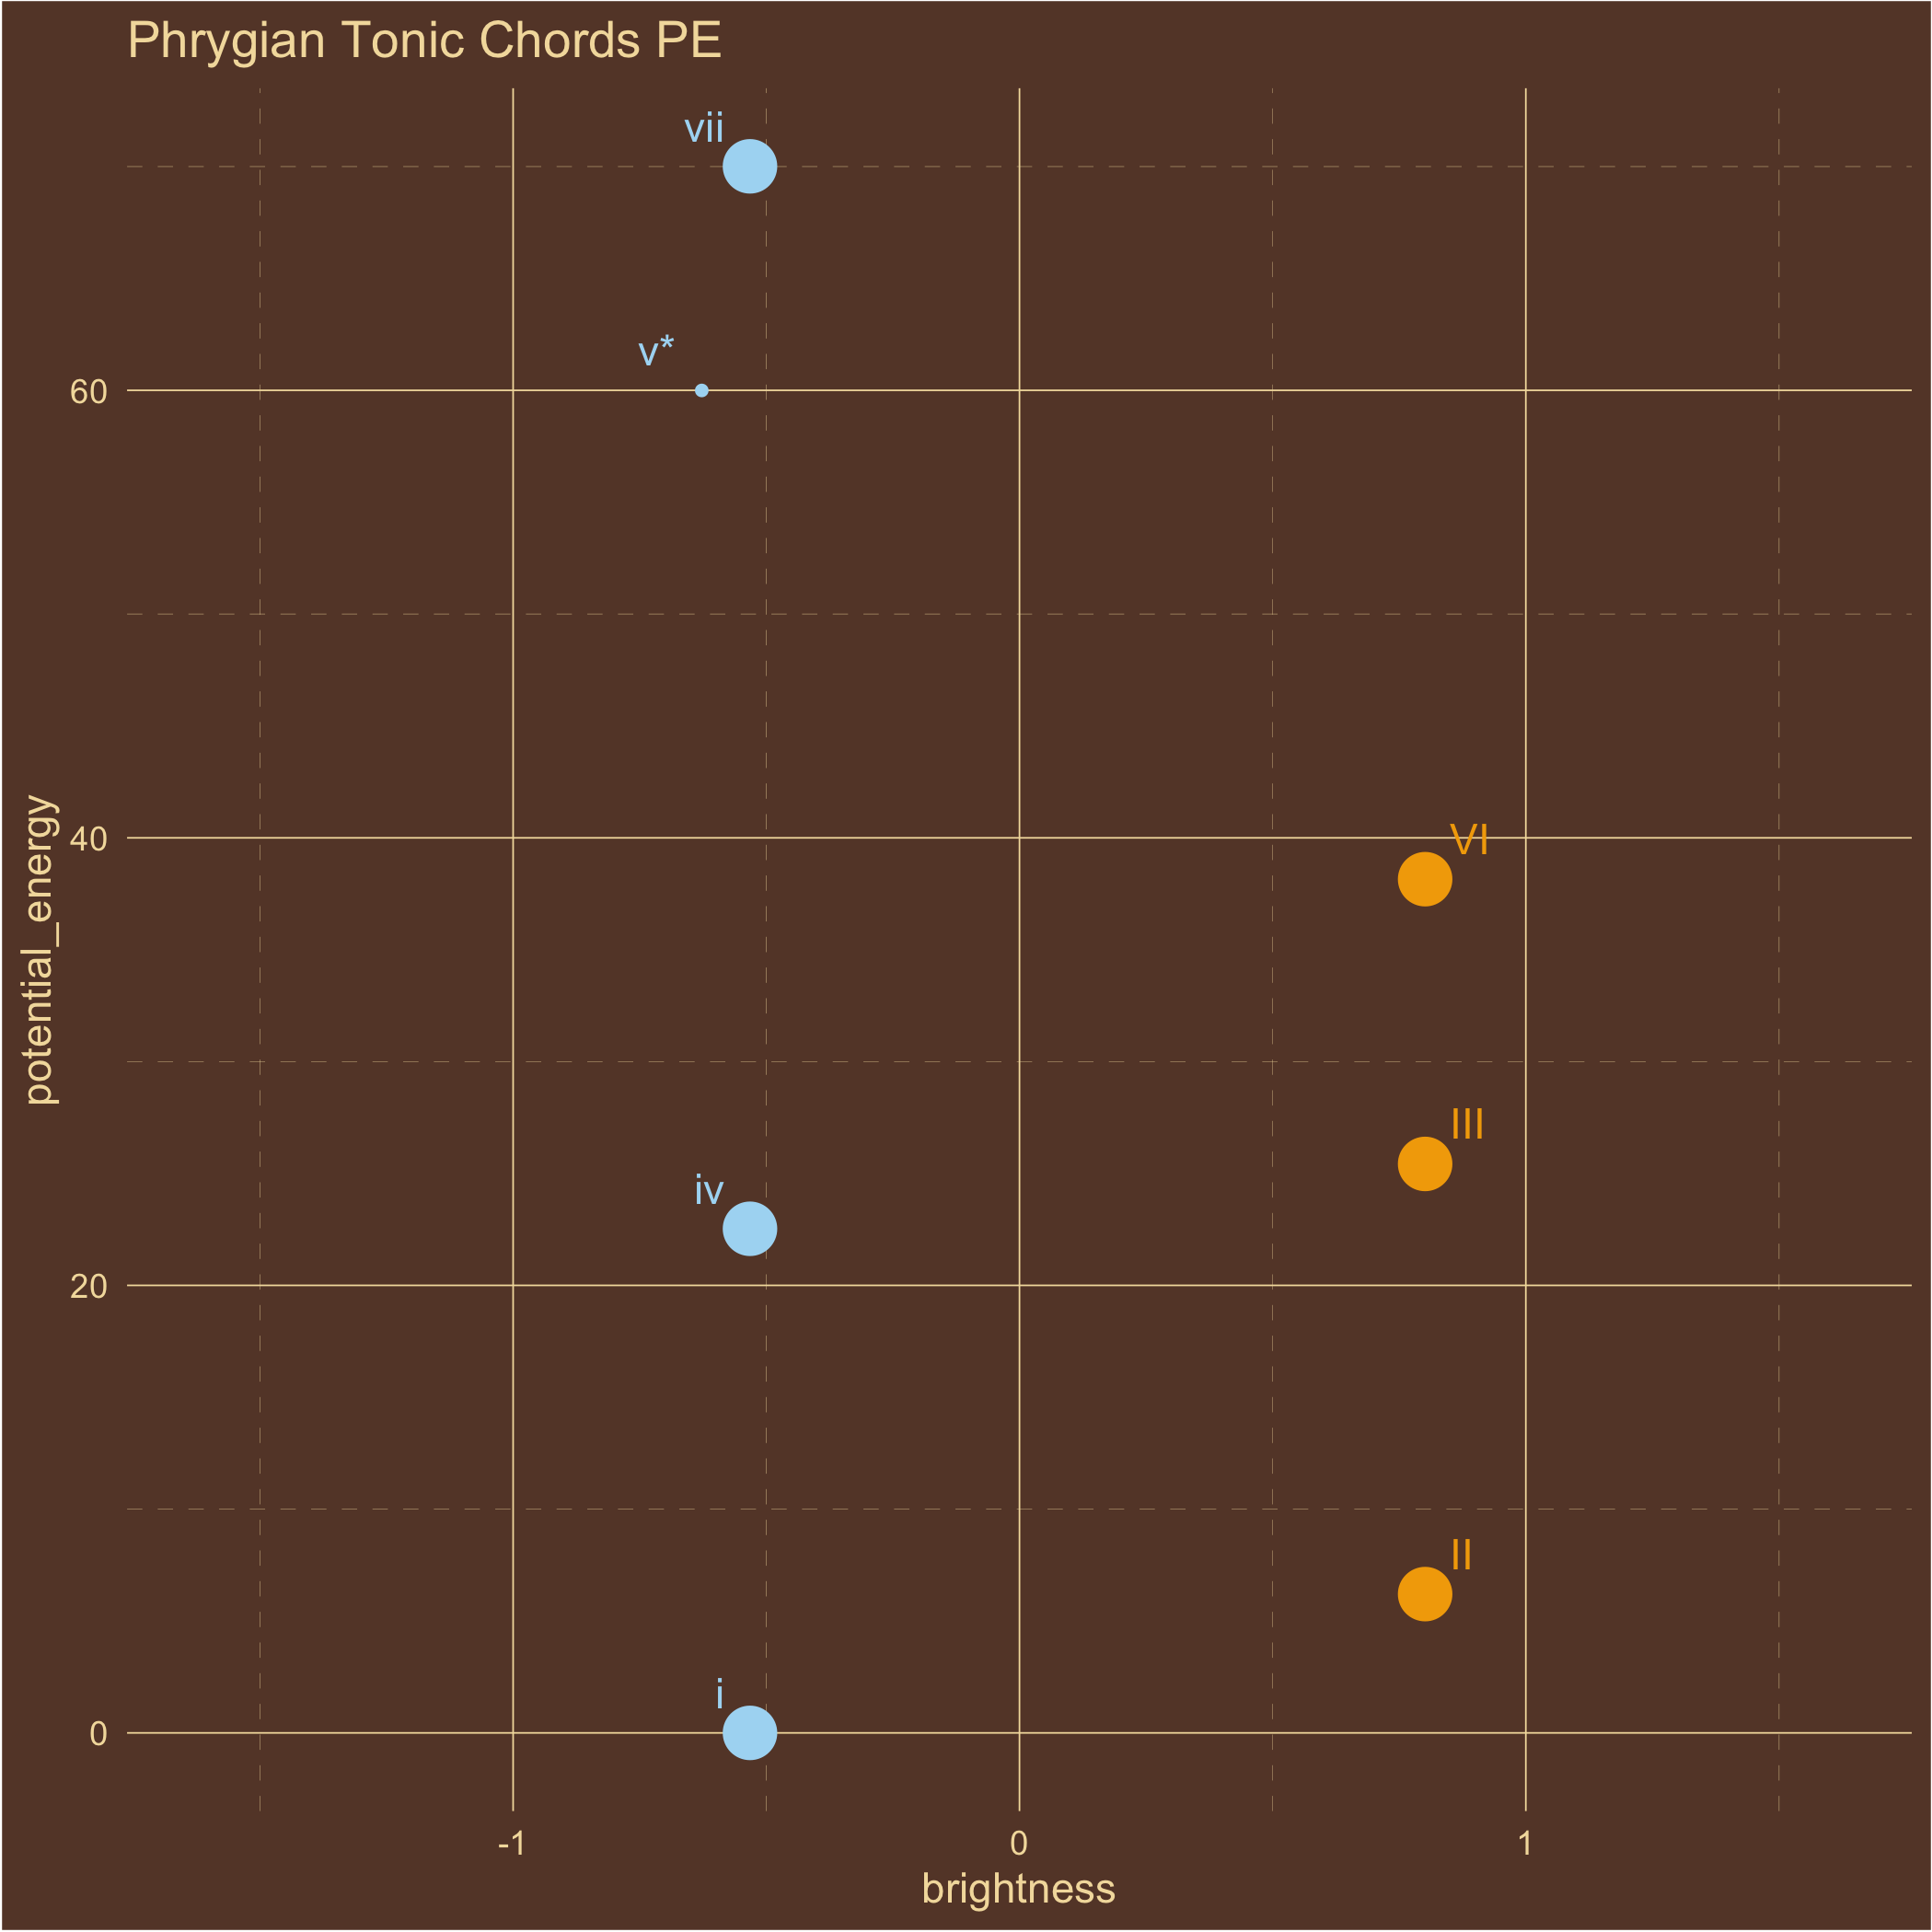 Phrygian Tonic Chords PE
vii
v*
60
VI
40
III
iv
20
II
i
0
potential_energy
-1
0
1
brightness